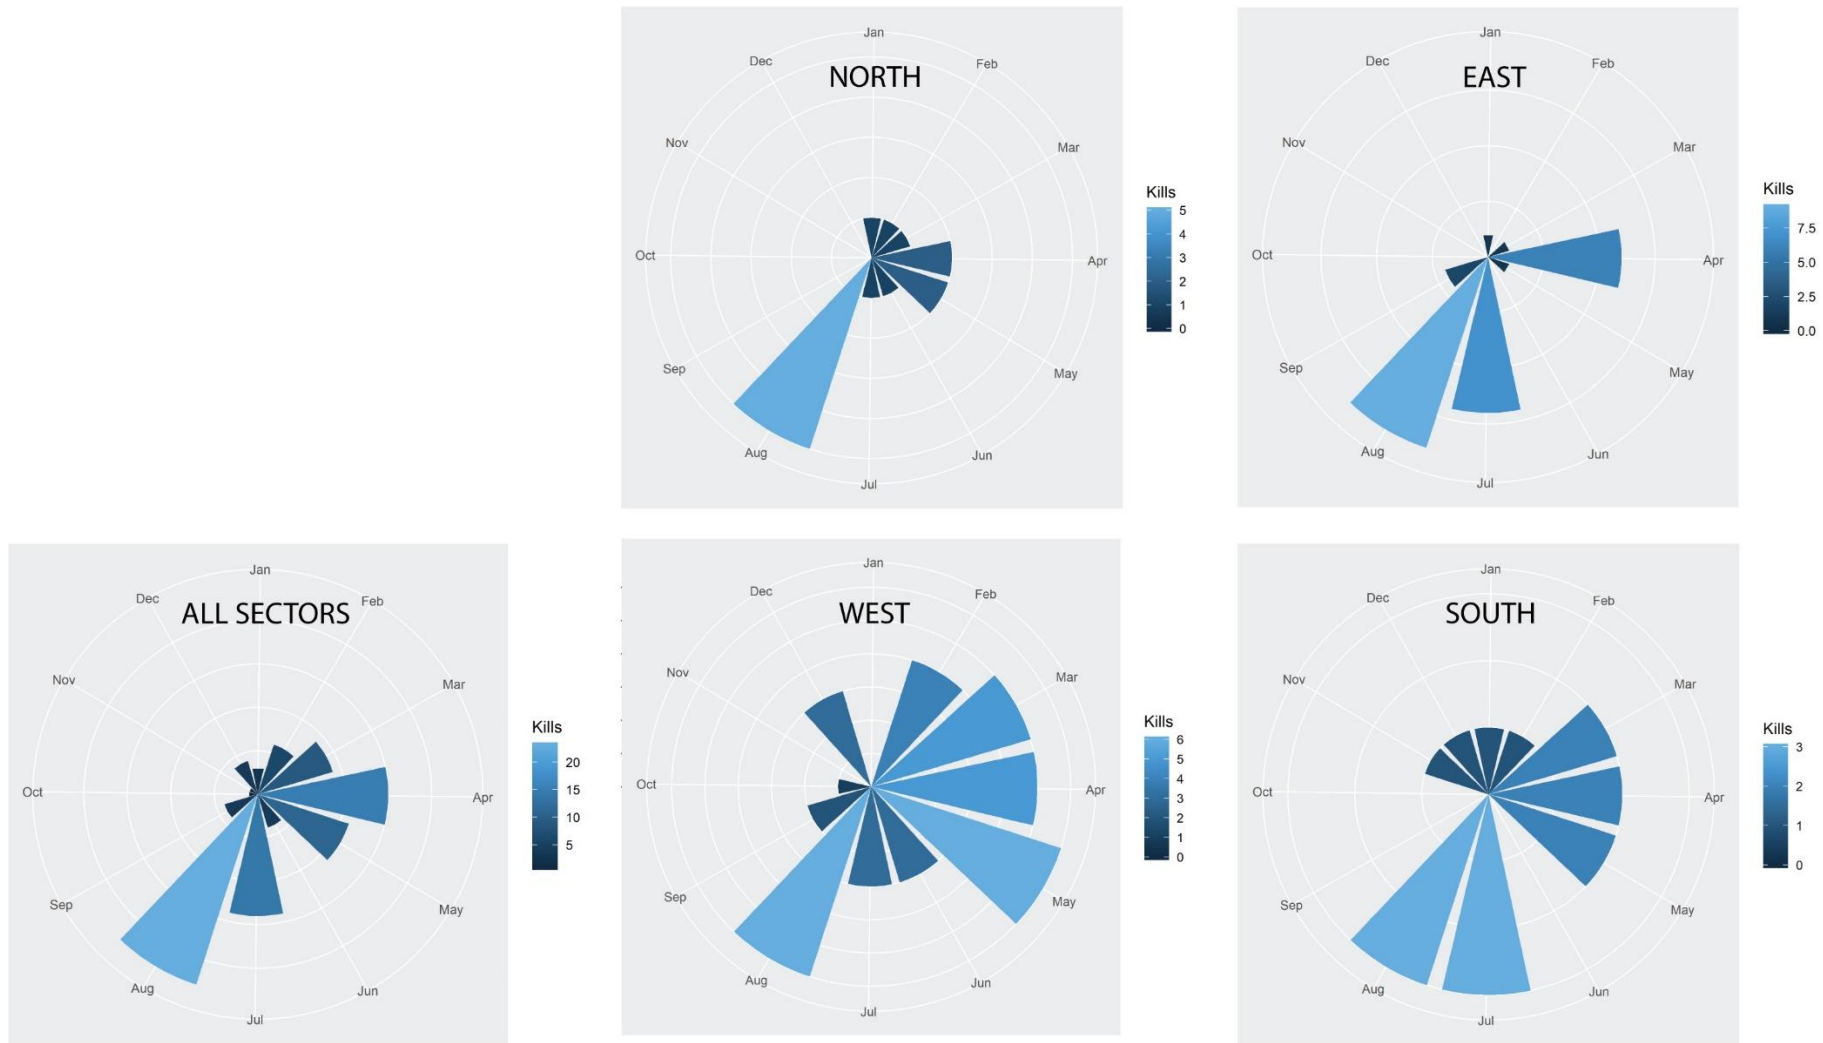 NORTH
Jan
Feb
Mar
Apr
May
Jun
Jul
Aug
Sep
Oct
Nov
Dec
Kills
5
4
3
2
1
0
EAST
Jan
Feb
Mar
Apr
May
Jun
Jul
Aug
Sep
Oct
Nov
Dec
Kills
7.5
5.0
2.5
0.0
ALL SECTORS
Jan
Feb
Mar
Apr
May
Jun
Jul
Aug
Sep
Oct
Nov
Dec
Kills
20
15
10
5
WEST
Jan
Feb
Mar
Apr
May
Jun
Jul
Aug
Sep
Oct
Nov
Dec
Kills
6
5
4
3
2
1
0
SOUTH
Jan
Feb
Mar
Apr
May
Jun
Jul
Aug
Sep
Oct
Nov
Dec
Kills
3
2
1
0